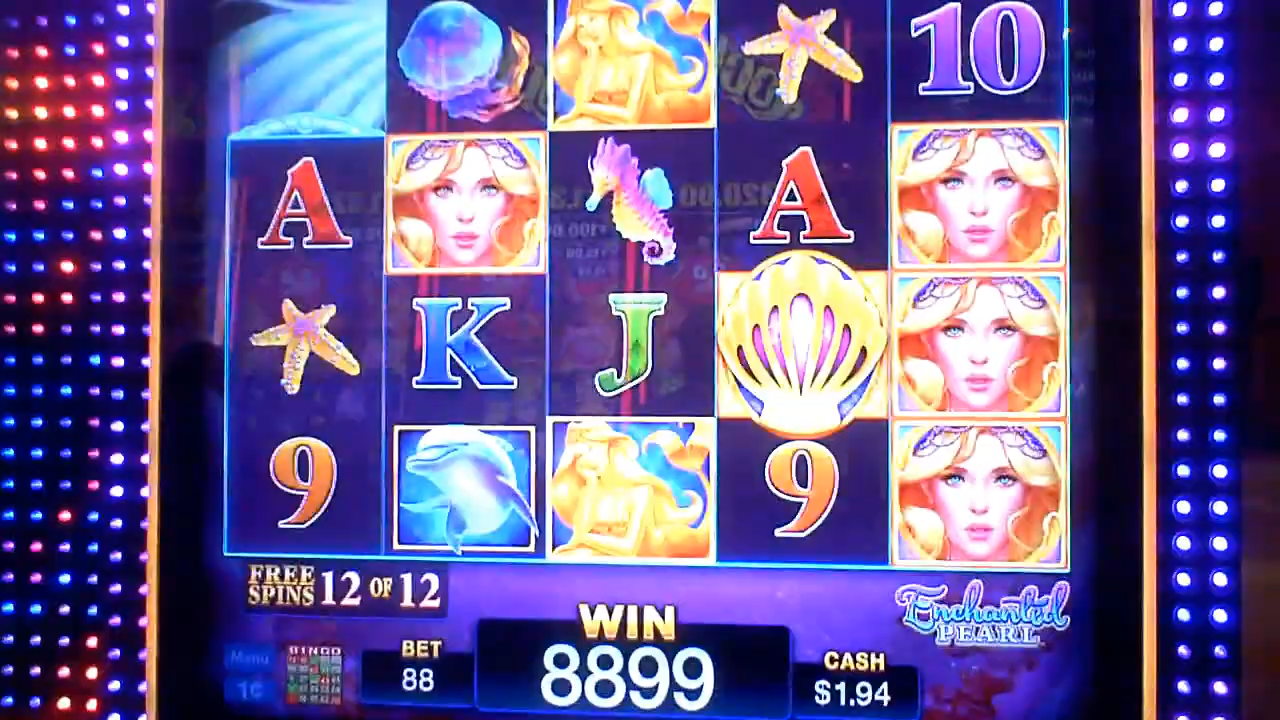 10
A
A
K
J
9
9
FREE
SPINS 12 OF 12
Enchanted
PEARL
WIN
8899
BET
88
CASH
$1.94
Menu
1¢
BINGO